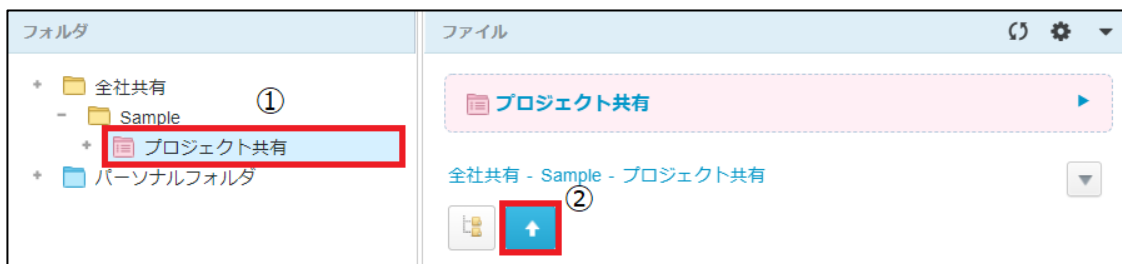 フォルダ
全社共有
①
Sample
プロジェクト共有
パーソナルフォルダ
ファイル
プロジェクト共有
全社共有 - Sample - プロジェクト共有
②